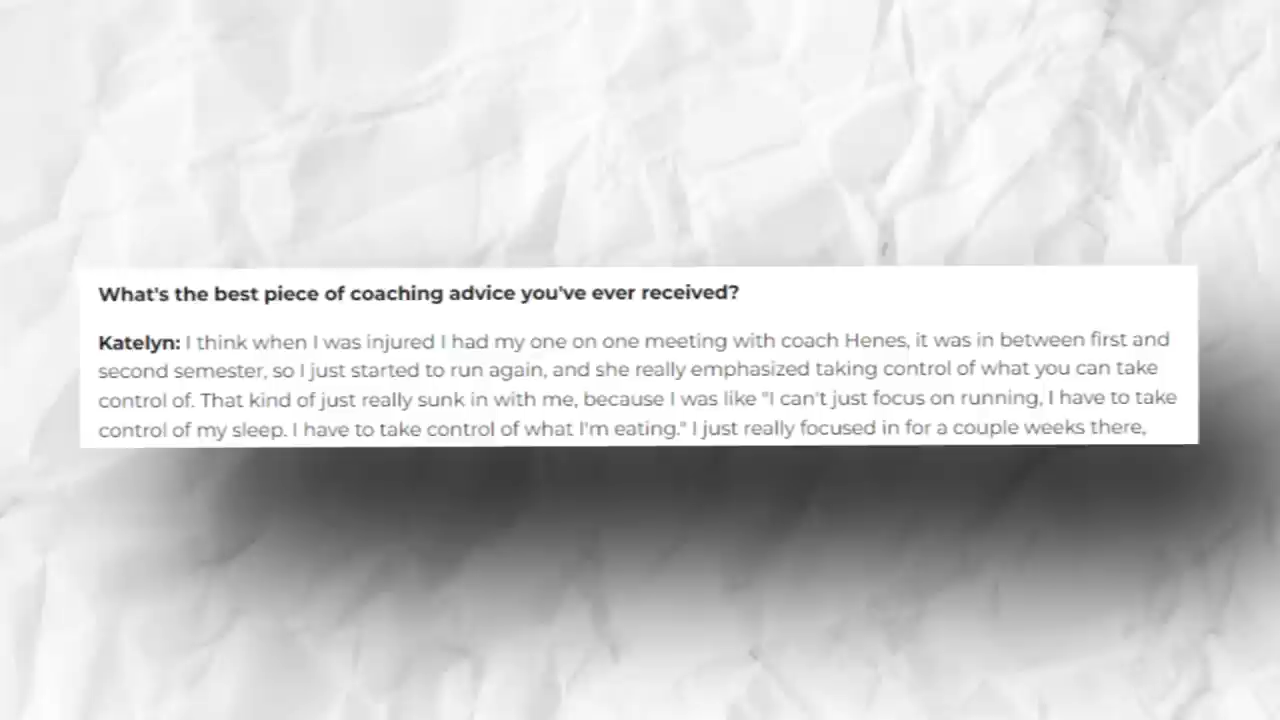 What's the best piece of coaching advice you've ever received?
Katelyn: I think when I was injured I had my one on one meeting with coach Henes, it was in between first and
second semester, so I just started to run again, and she really emphasized taking control of what you can take
control of. That kind of just really sunk in with me, because I was like "I can't just focus on running, I have to take
control of my sleep. I have to take control of what I'm eating." I just really focused in for a couple weeks there,